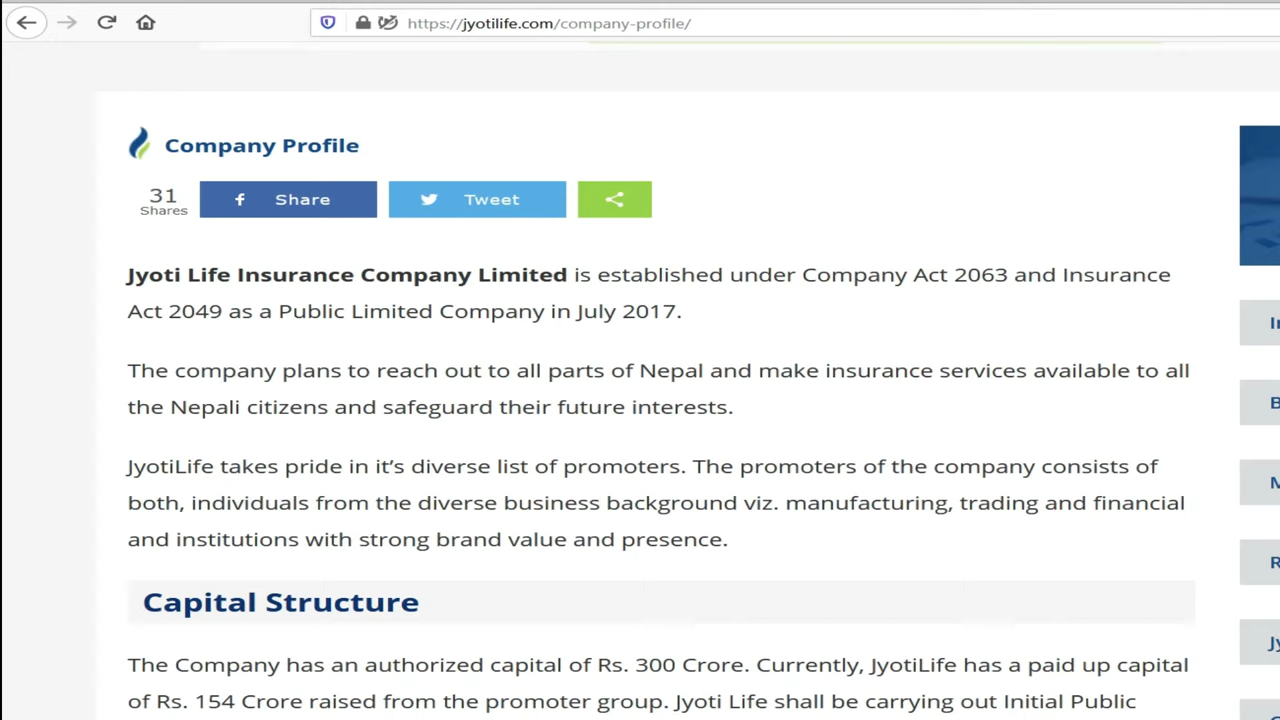 https://jyotilife.com/company-profile/
Company Profile
31
Shares
Share
Tweet
Jyoti Life Insurance Company Limited is established under Company Act 2063 and Insurance
Act 2049 as a Public Limited Company in July 2017.
The company plans to reach out to all parts of Nepal and make insurance services available to all
the Nepali citizens and safeguard their future interests.
JyotiLife takes pride in it’s diverse list of promoters. The promoters of the company consists of
both, individuals from the diverse business background viz. manufacturing, trading and financial
and institutions with strong brand value and presence.
Capital Structure
The Company has an authorized capital of Rs. 300 Crore. Currently, JyotiLife has a paid up capital
of Rs. 154 Crore raised from the promoter group. Jyoti Life shall be carrying out Initial Public